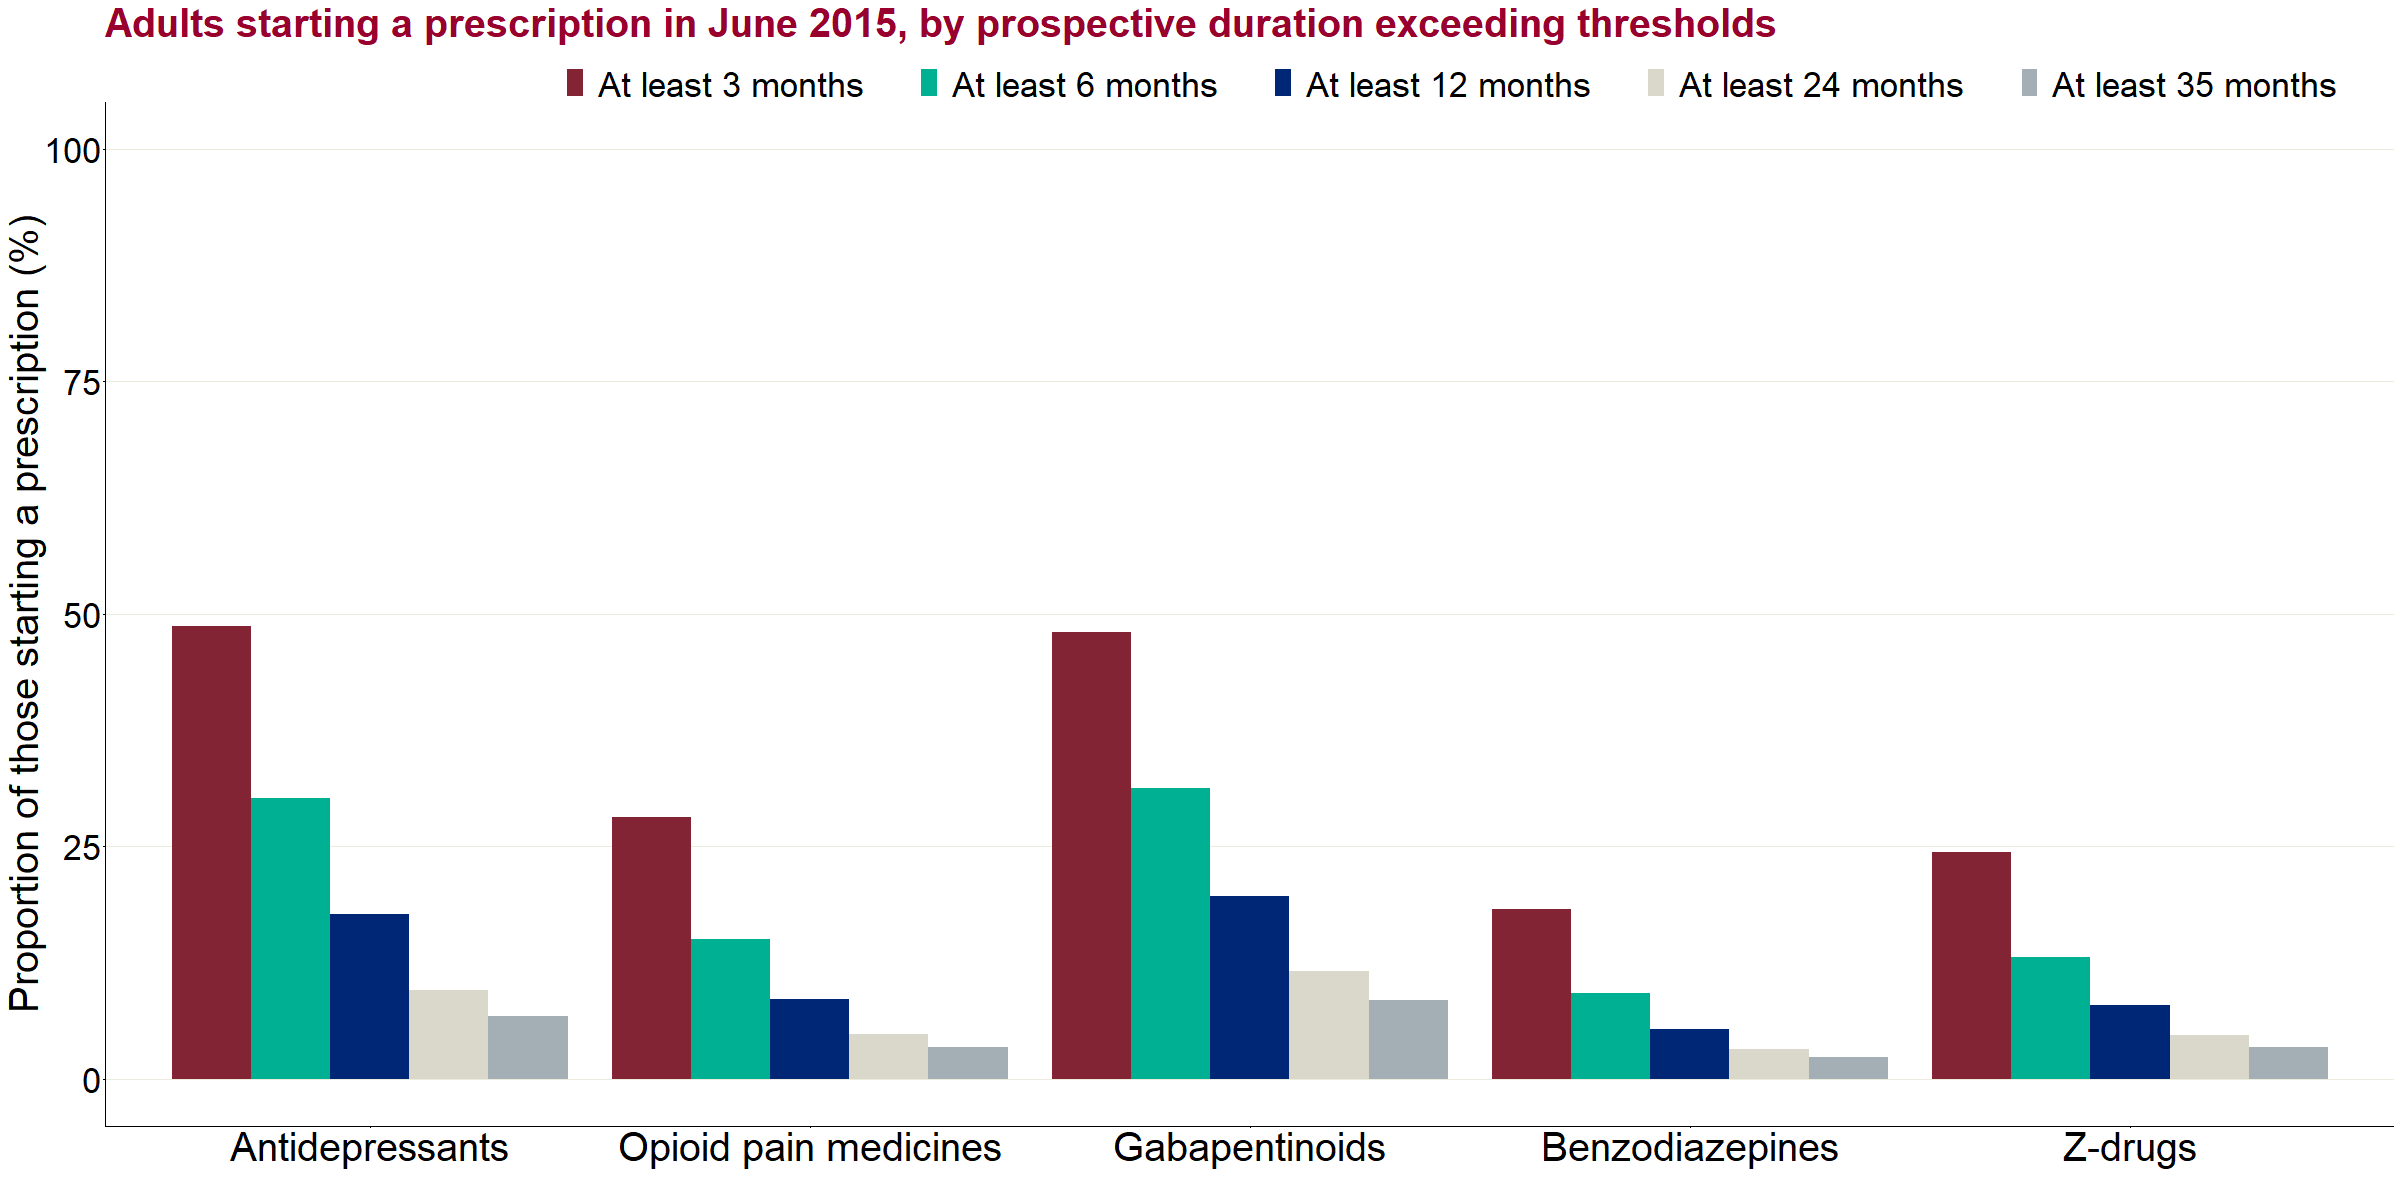 Adults starting a prescription in June 2015, by prospective duration exceeding thresholds
At least 3 months At least 6 months At least 12 months At least 24 months At least 35 months
Proportion of those starting a prescription (%)
100
75
50
25
0
Antidepressants Opioid pain medicines Gabapentinoids Benzodiazepines Z-drugs